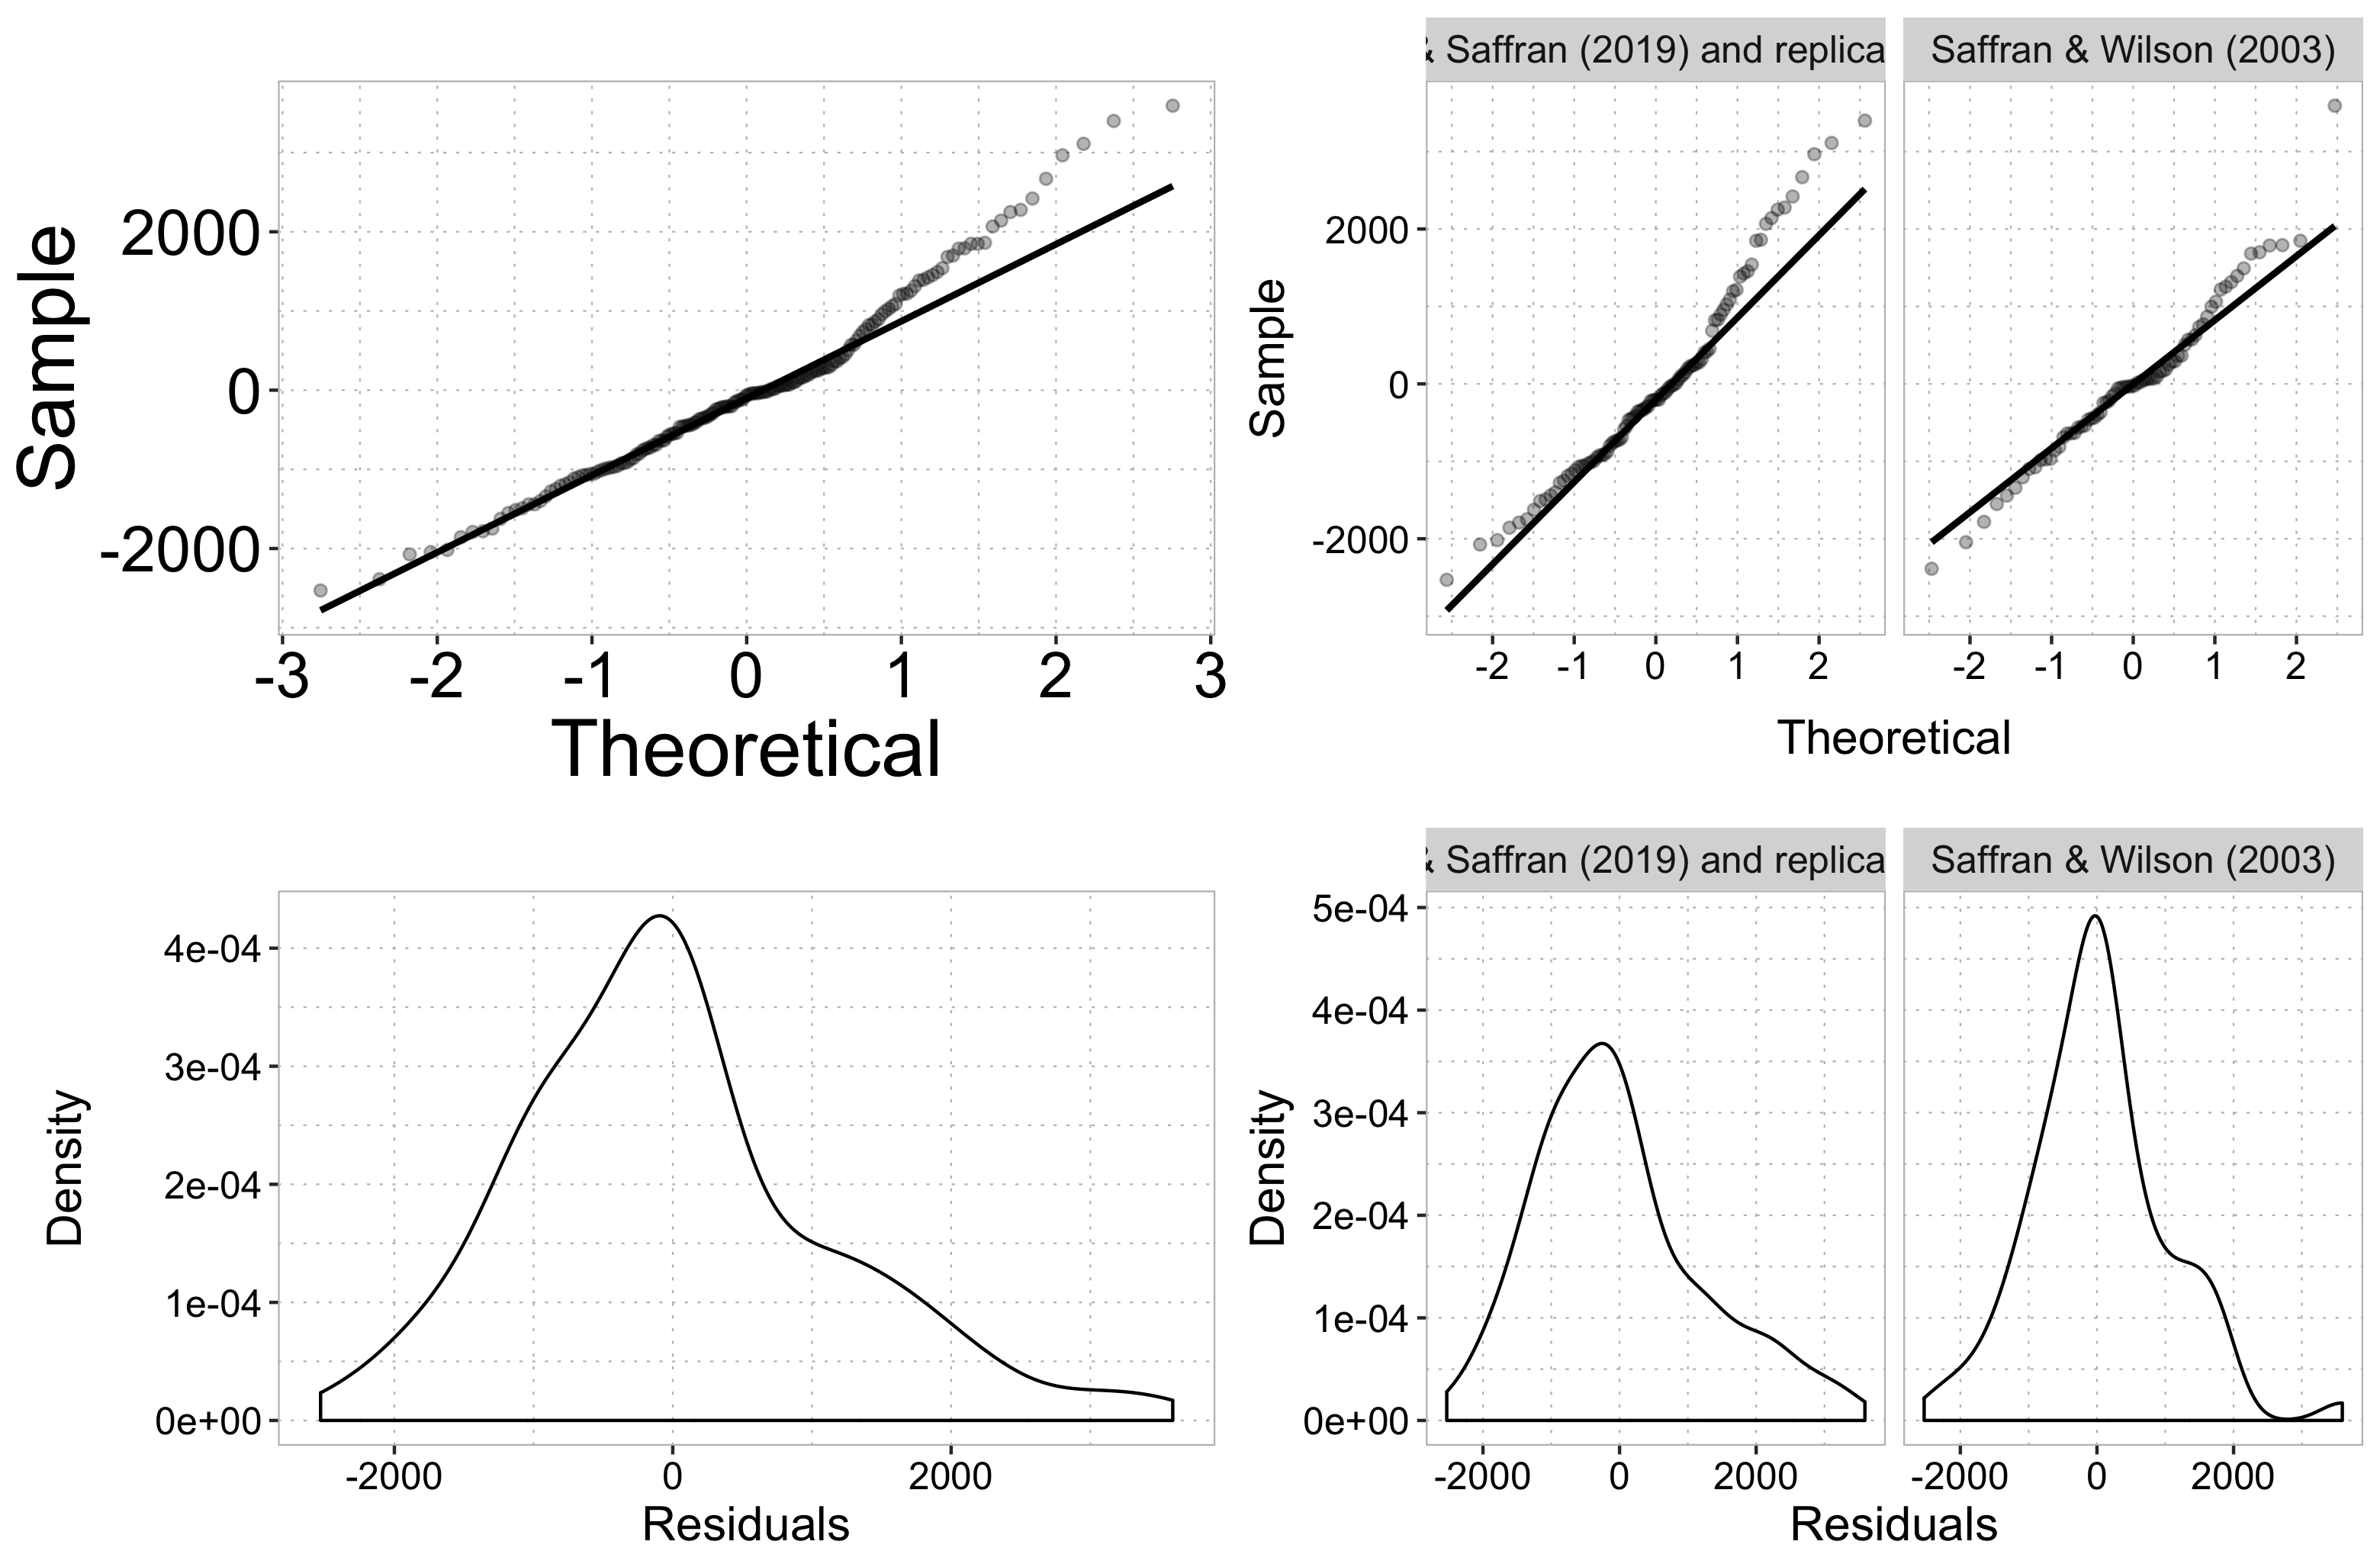 Sample
2000
0
-2000
-3 -2 -1 0 1 2 3
Theoretical
& Saffran (2019) and replica
Saffran & Wilson (2003)
Sample
2000
0
-2000
-2 -1 0 1 2
-2 -1 0 1 2
Theoretical
Density
4e-04
3e-04
2e-04
1e-04
0e+00
-2000 0 2000
Residuals
& Saffran (2019) and replica
Saffran & Wilson (2003)
Density
5e-04
4e-04
3e-04
2e-04
1e-04
0e+00
-2000 0 2000
-2000 0 2000
Residuals